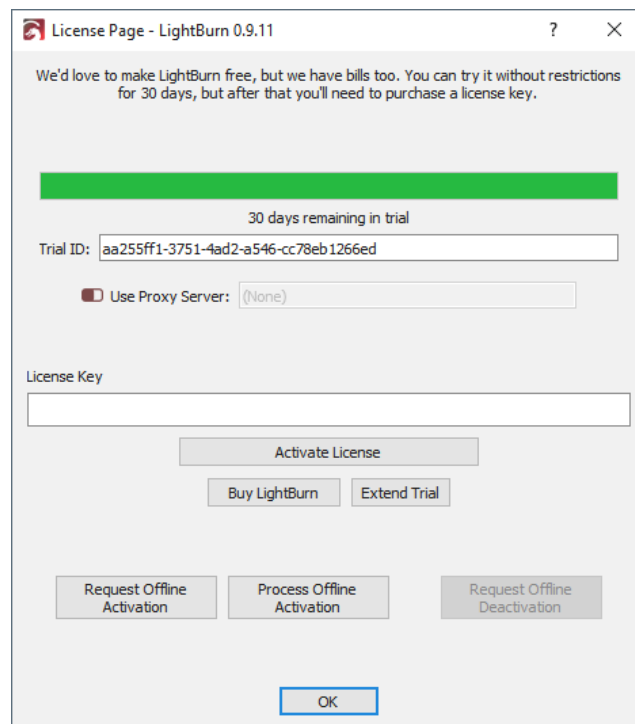 License Page - LightBurn 0.9.11
?
We'd love to make LightBurn free, but we have bills too. You can try it without restrictions
for 30 days, but after that you'll need to purchase a license key.
30 days remaining in trial
Trial ID: aa255ff1-3751-4ad2-a546-cc78eb1266ed
Use Proxy Server: (None)
License Key
Activate License
Buy LightBurn Extend Trial
Request Offline Process Offline Request Offline
Activation Activation Deactivation
OK